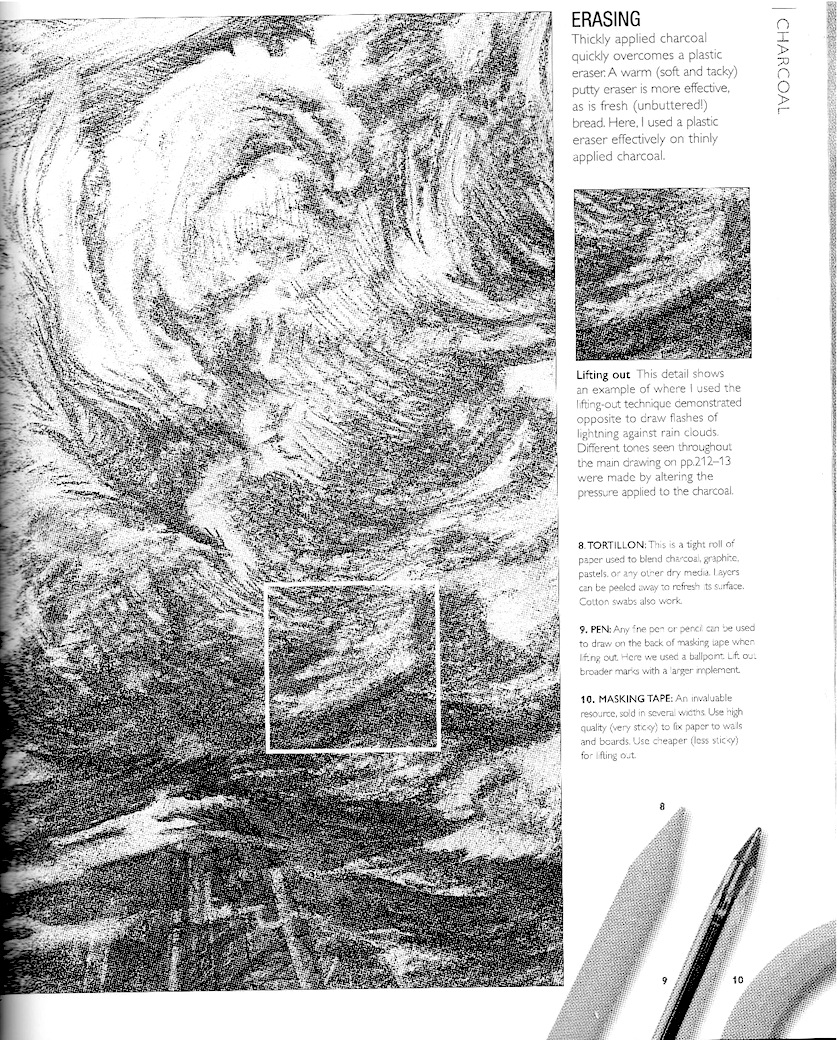 ERASING
Thickly applied charcoal
quickly overcomes a plastic
eraser. A warm (soft and tacky)
putty eraser is more effective,
as is fresh (unbuttered!)
bread. Here, I used a plastic
eraser effectively on thinly
applied charcoal.
CHARCOAL
Lifting out This detail shows
an example of where I used the
lifting-out technique demonstrated
opposite to draw flashes of
lightning against rain clouds.
Different tones seen throughout
the main drawing on pp.212–13
were made by altering the
pressure applied to the charcoal.
8. TORTILLON: This is a tight roll of
paper used to blend charcoal, graphite,
pastels, or any other dry media. Layers
can be peeled away to refresh its surface.
Cotton swabs also work.
9. PEN: Any fine pen or pencil can be used
to draw on the back of masking tape when
lifting out. Here we used a ballpoint. Lift out
broader marks with a larger implement.
10. MASKING TAPE: An invaluable
resource, sold in several widths. Use high
quality (very sticky) to fix paper to walls
and boards. Use cheaper (less sticky)
for lifting out.
8
9
10